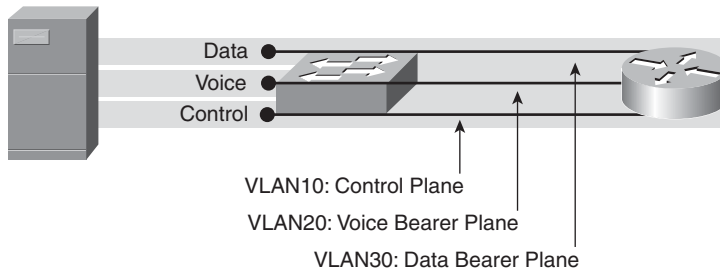 Data
Voice
Control
VLAN10: Control Plane
VLAN20: Voice Bearer Plane
VLAN30: Data Bearer Plane